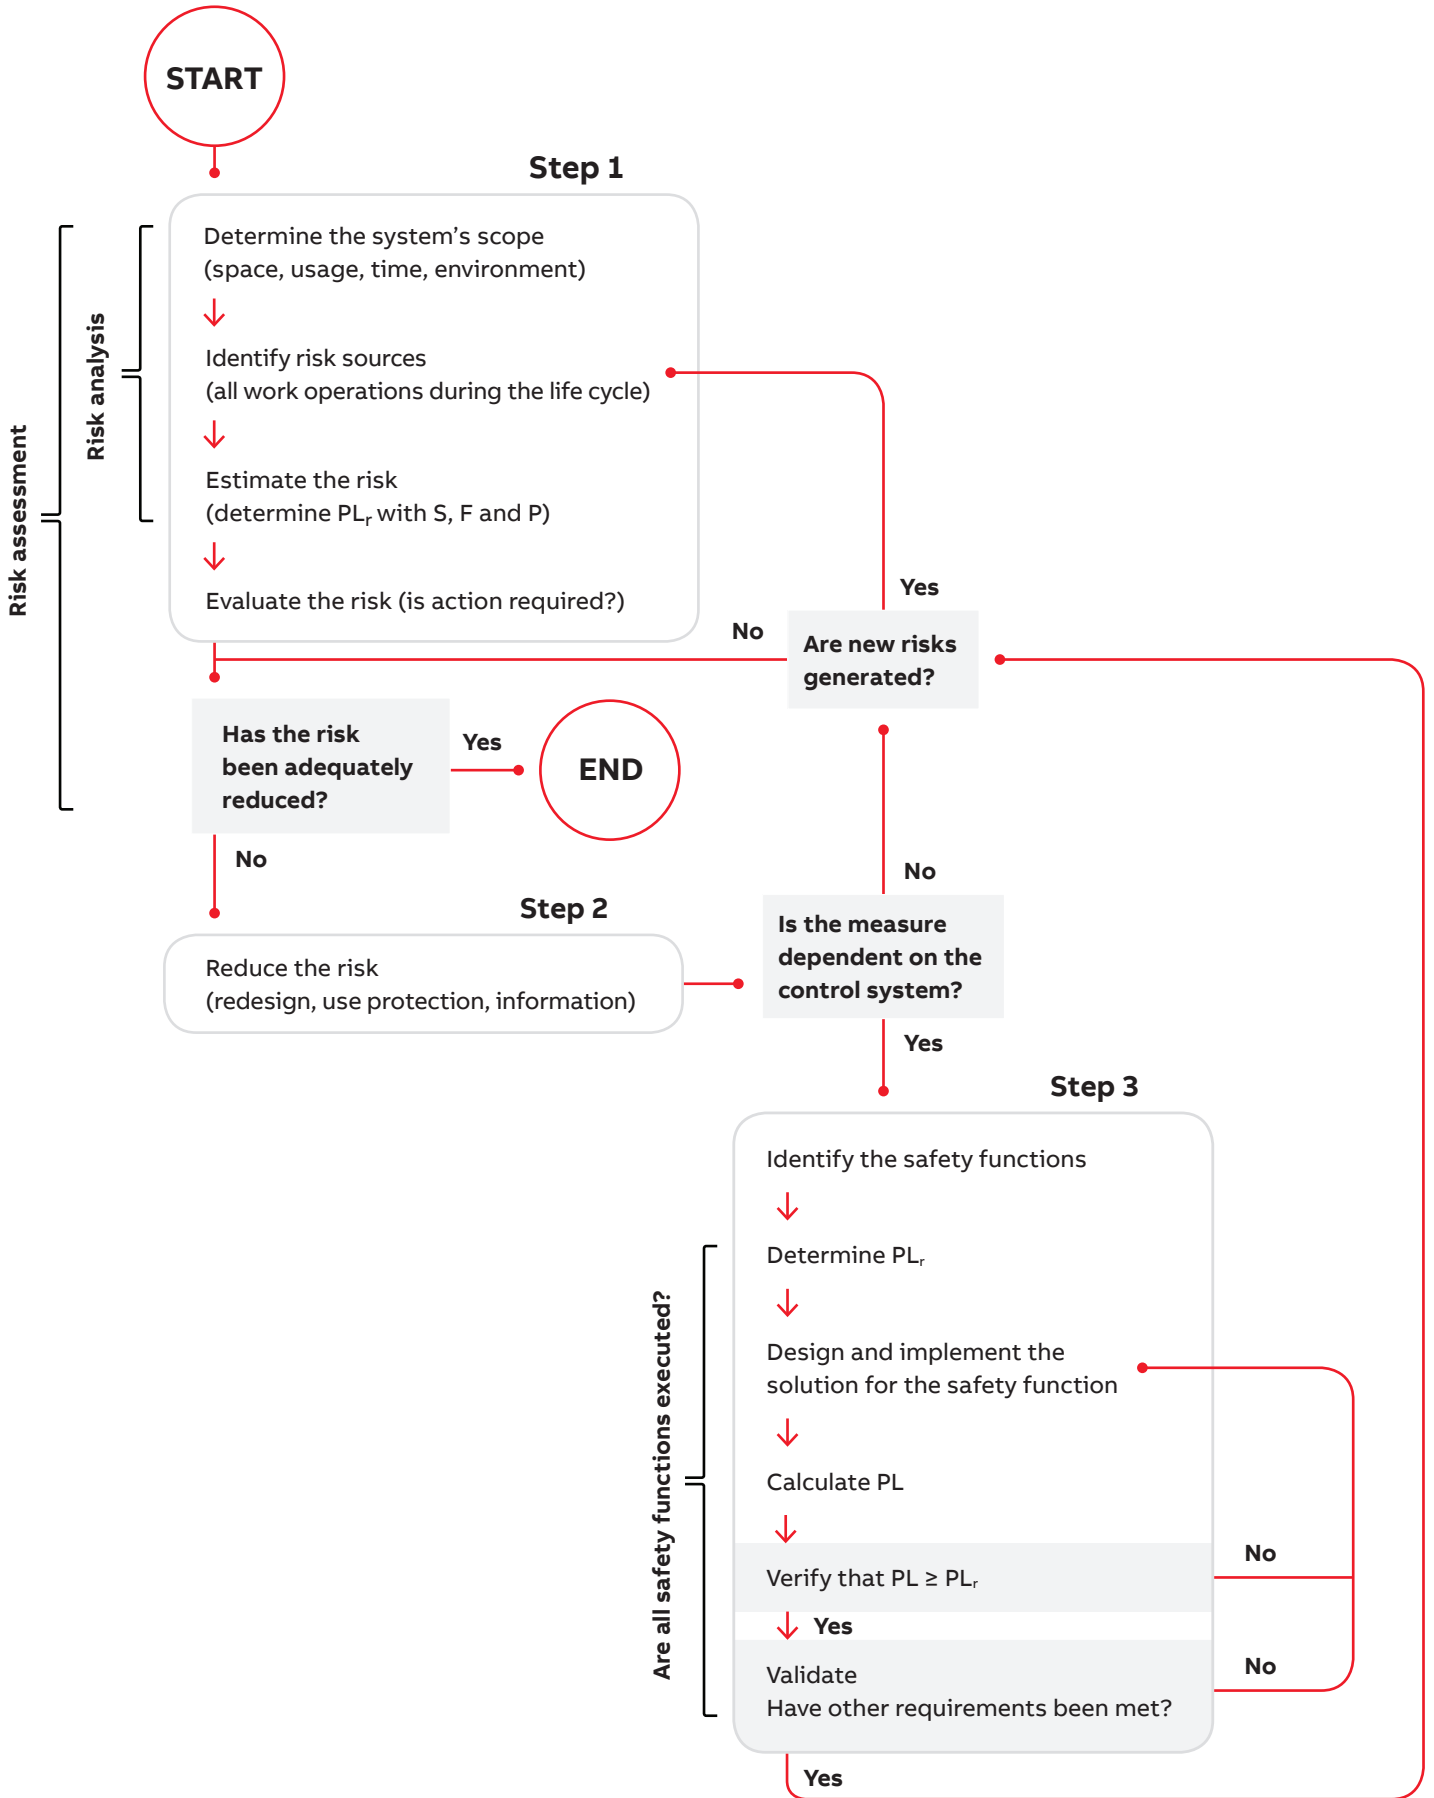 START
Step 1
Determine the system’s scope
(space, usage, time, environment)
Identify risk sources
(all work operations during the life cycle)
Estimate the risk
(determine PLr with S, F and P)
Evaluate the risk (is action required?)
Risk analysis
Risk assessment
Yes
No
Are new risks
generated?
Has the risk
been adequately
reduced?
Yes
END
No
Step 2
Reduce the risk
(redesign, use protection, information)
No
Is the measure
dependent on the
control system?
Yes
Step 3
Identify the safety functions
Determine PLr
Design and implement the
solution for the safety function
Calculate PL
Verify that PL ≥ PLr
No
Yes
Validate
Have other requirements been met?
No
Are all safety functions executed?
Yes